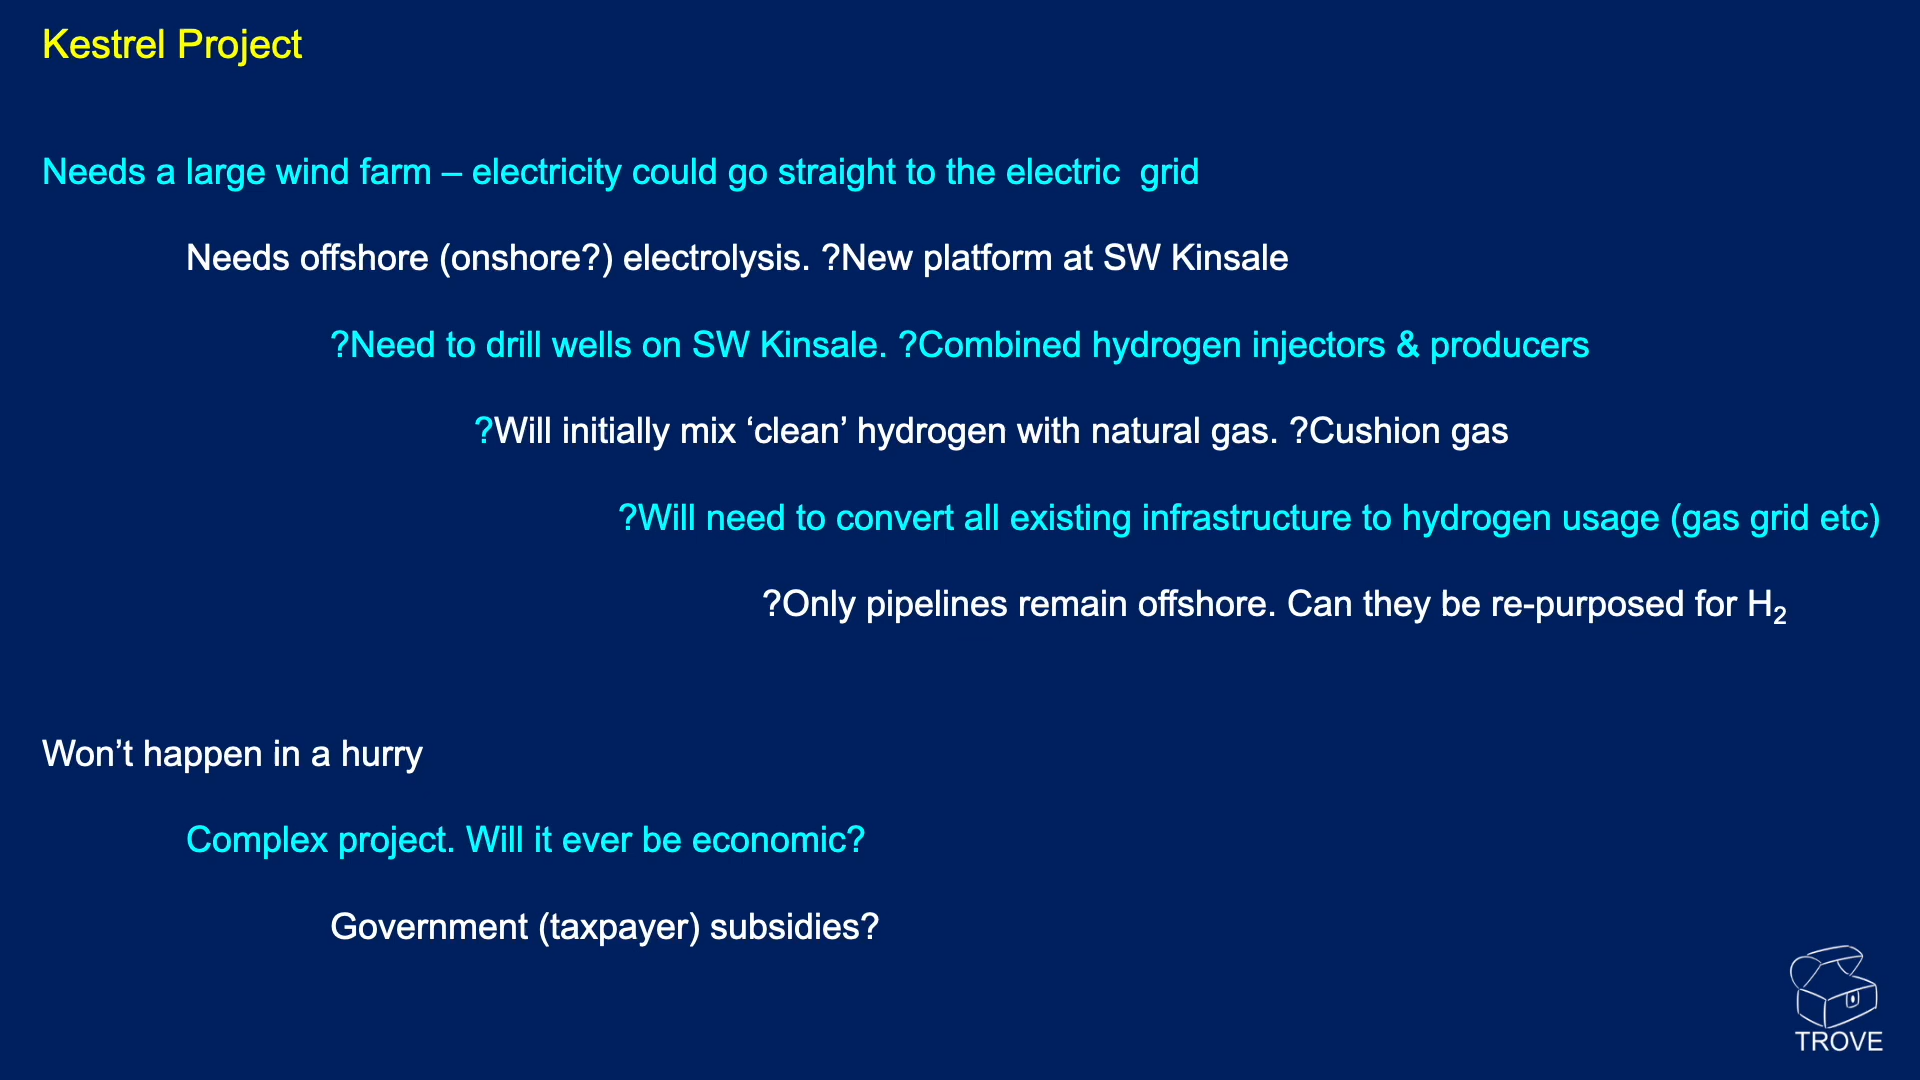 Kestrel Project
Needs a large wind farm – electricity could go straight to the electric  grid
Needs offshore (onshore?) electrolysis. ?New platform at SW Kinsale
?Need to drill wells on SW Kinsale. ?Combined hydrogen injectors & producers
?Will initially mix ‘clean’ hydrogen with natural gas. ?Cushion gas
?Will need to convert all existing infrastructure to hydrogen usage (gas grid etc)
?Only pipelines remain offshore. Can they be re-purposed for H₂
Won’t happen in a hurry
Complex project. Will it ever be economic?
Government (taxpayer) subsidies?
TROVE